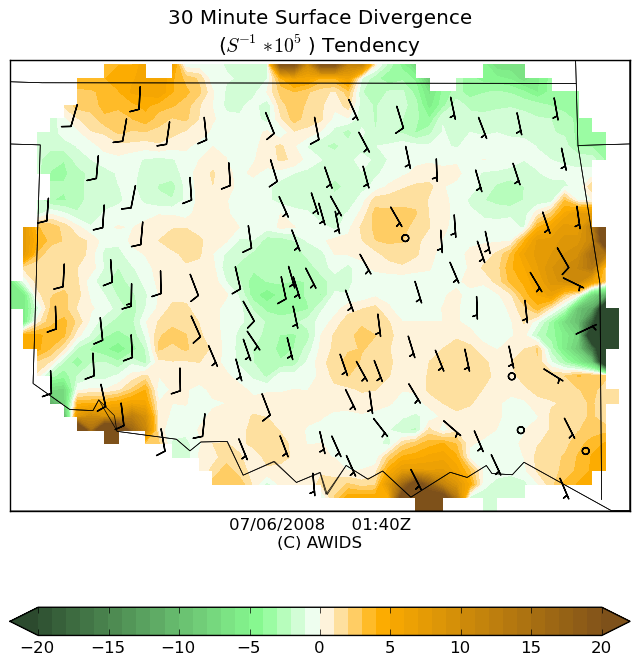 30 Minute Surface Divergence
(S⁻¹ * 10⁵ ) Tendency
07/06/2008 01:40Z
(C) AWIDS
−20 −15 −10 −5 0 5 10 15 20